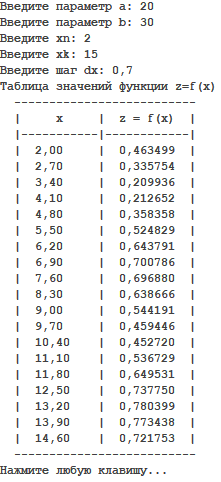 Введите параметр a: 20
Введите параметр b: 30
Введите xn: 2
Введите xk: 15
Введите шаг dx: 0,7
Таблица значений функции z=f(x)
--------------------------
| x | z = f(x) |
|-----------|------------|
| 2,00 | 0,463499 |
| 2,70 | 0,335754 |
| 3,40 | 0,209936 |
| 4,10 | 0,212652 |
| 4,80 | 0,358358 |
| 5,50 | 0,524829 |
| 6,20 | 0,643791 |
| 6,90 | 0,700786 |
| 7,60 | 0,696880 |
| 8,30 | 0,638666 |
| 9,00 | 0,544191 |
| 9,70 | 0,459446 |
| 10,40 | 0,452720 |
| 11,10 | 0,536729 |
| 11,80 | 0,649531 |
| 12,50 | 0,737750 |
| 13,20 | 0,780399 |
| 13,90 | 0,773438 |
| 14,60 | 0,721753 |
--------------------------
Нажмите любую клавишу...